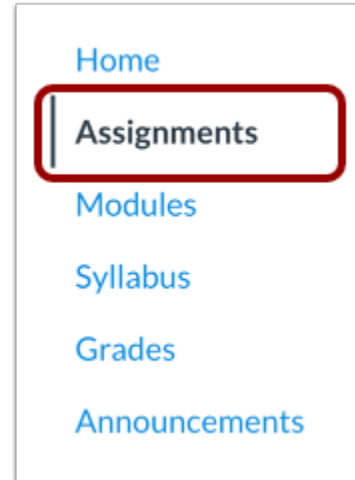 Home
Assignments
Modules
Syllabus
Grades
Announcements